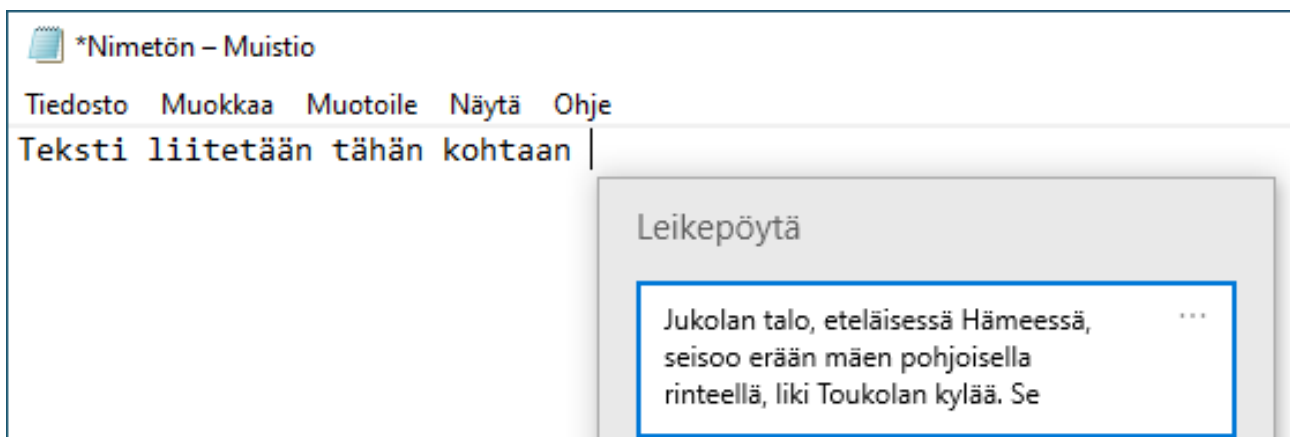 *Nimetön – Muistio
Tiedosto Muokkaa Muotoile Näytä Ohje
Teksti liitetään tähän kohtaan
Leikepöytä
Jukolan talo, eteläisessä Hämeessä,
seisoo erään mäen pohjoisella
rinteellä, liki Toukolan kylää. Se